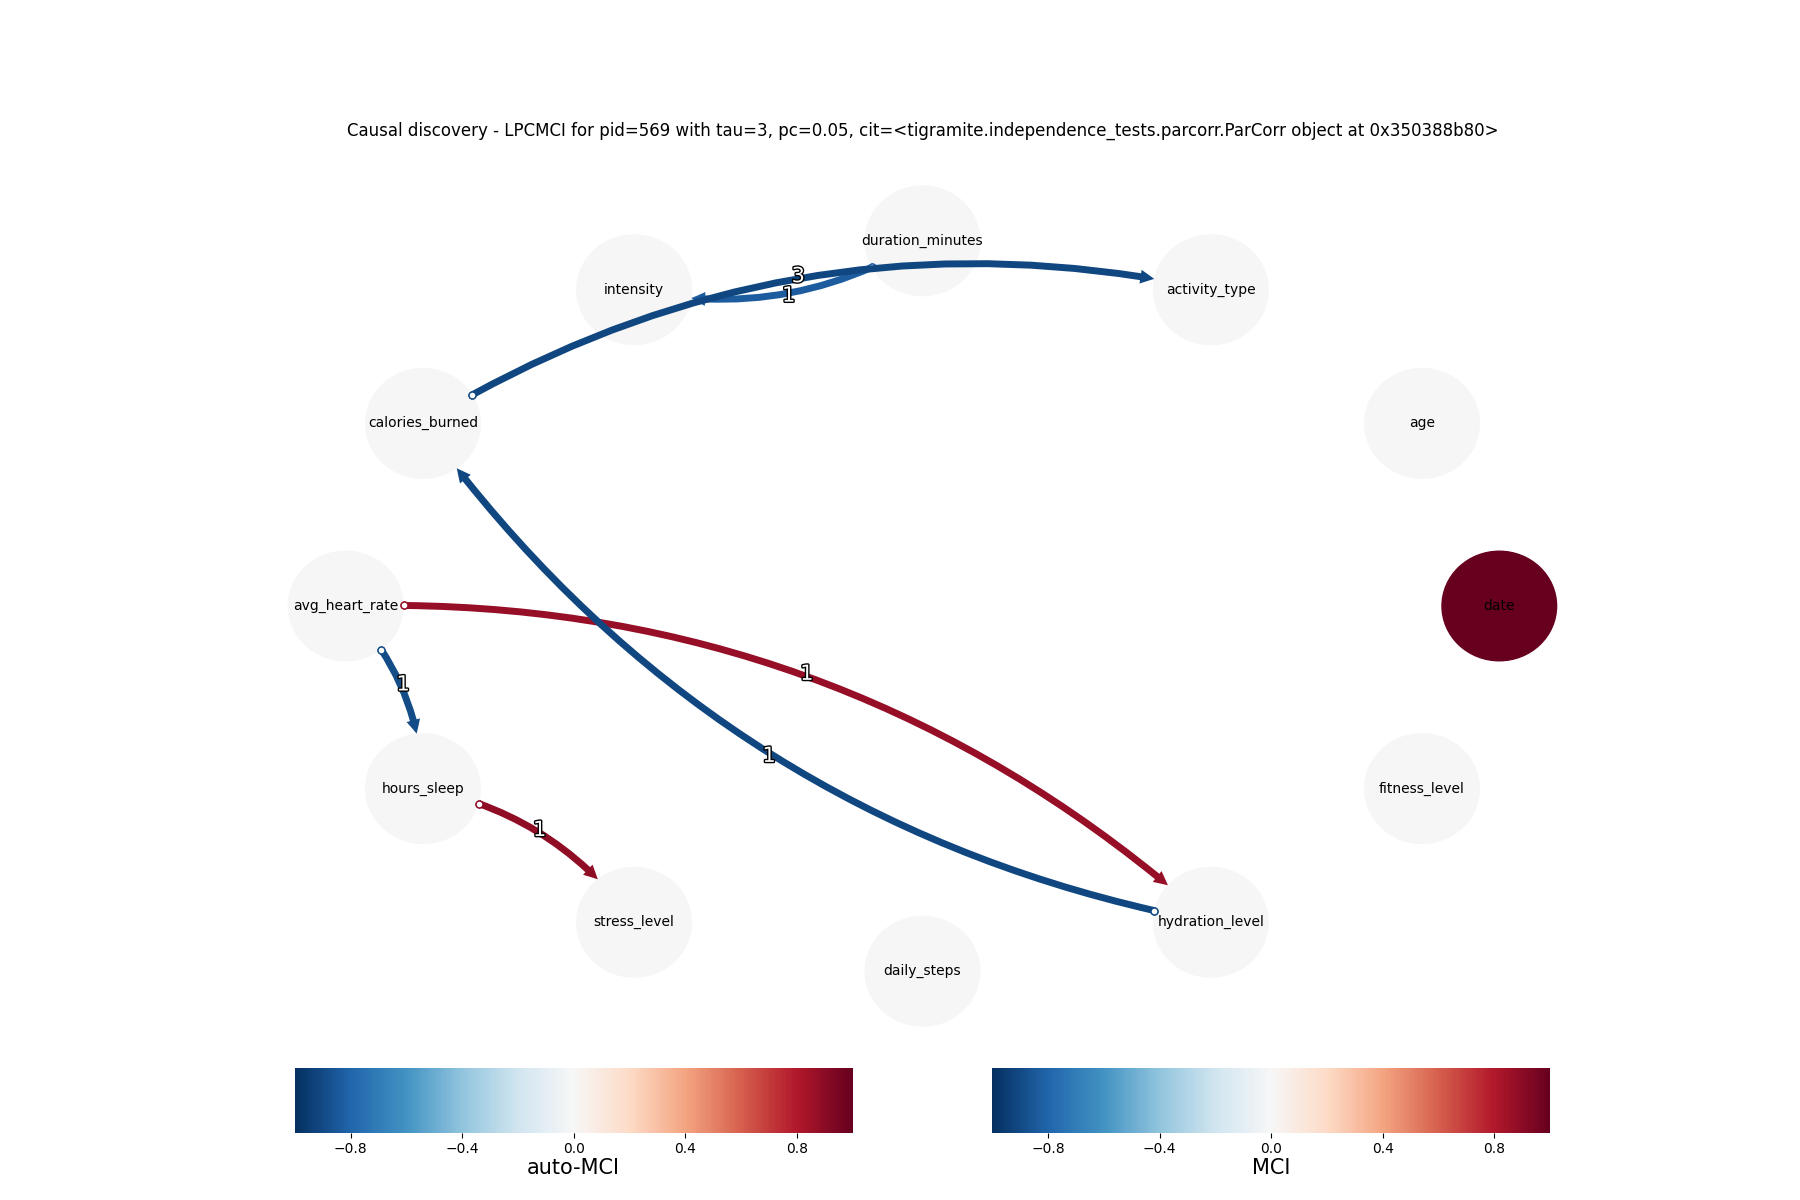 Causal discovery - LPCMCI for pid=569 with tau=3, pc=0.05, cit=<tigramite.independence_tests.parcorr.ParCorr object at 0x350388b80>
duration_minutes
intensity
3
1
activity_type
calories_burned
age
avg_heart_rate
date
1
1
1
hours_sleep
fitness_level
1
stress_level
hydration_level
daily_steps
−0.8 −0.4 0.0 0.4 0.8
auto-MCI
−0.8 −0.4 0.0 0.4 0.8
MCI